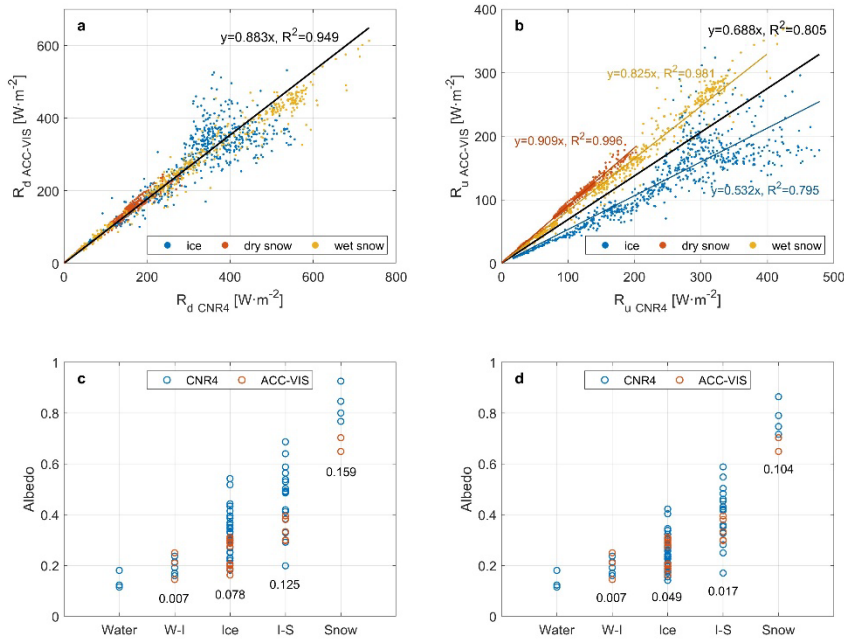 a
y=0.883x, R²=0.949
600
400
200
0
R_d ACC-VIS [W·m⁻²]
ice dry snow wet snow
0 200 400 600 800
R_d CNR4 [W·m⁻²]
b
y=0.688x, R²=0.805
y=0.825x, R²=0.981
y=0.909x, R²=0.996
y=0.532x, R²=0.795
400
300
200
100
0
R_u ACC-VIS [W·m⁻²]
ice dry snow wet snow
0 100 200 300 400 500
R_u CNR4 [W·m⁻²]
c
CNR4 ACC-VIS
1
0.8
0.6
0.4
0.2
0
Albedo
0.159
0.125
0.078
0.007
Water W-I Ice I-S Snow
d
CNR4 ACC-VIS
1
0.8
0.6
0.4
0.2
0
Albedo
0.104
0.017
0.049
0.007
Water W-I Ice I-S Snow